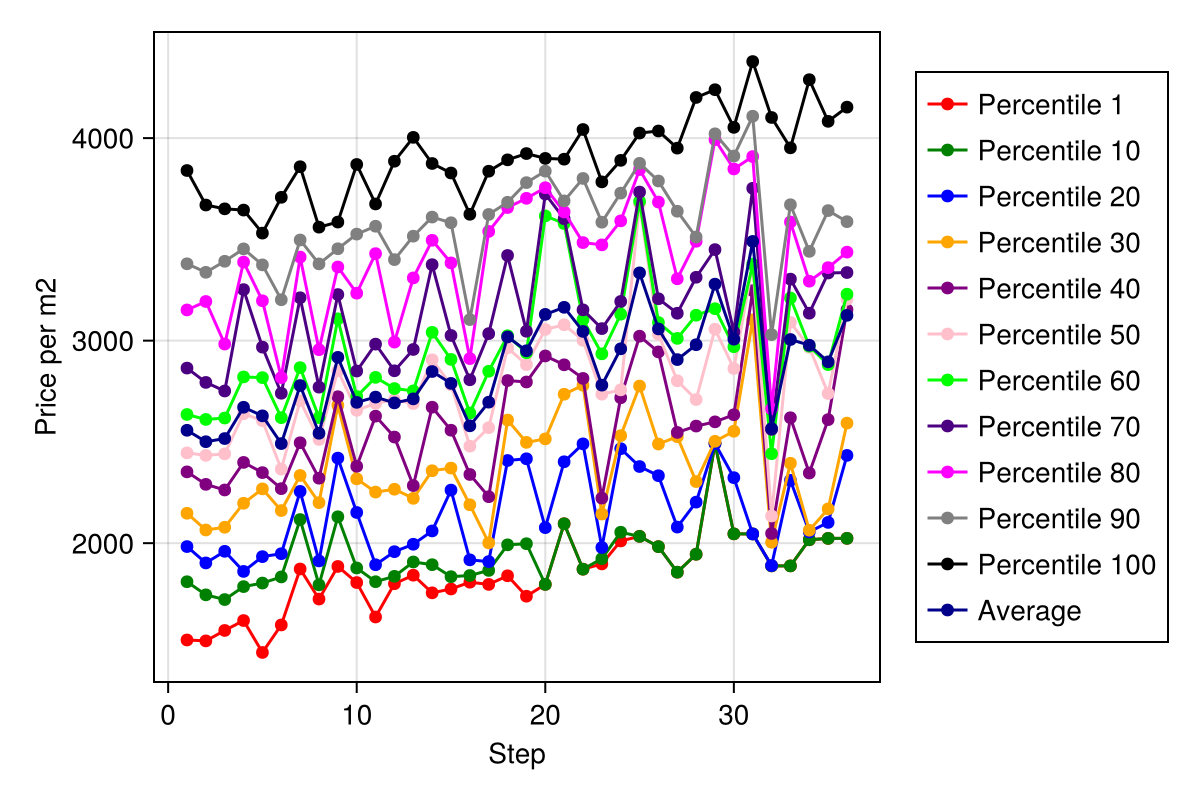 4000
3000
2000
Price per m2
0 10 20 30
Step
Percentile 1
Percentile 10
Percentile 20
Percentile 30
Percentile 40
Percentile 50
Percentile 60
Percentile 70
Percentile 80
Percentile 90
Percentile 100
Average